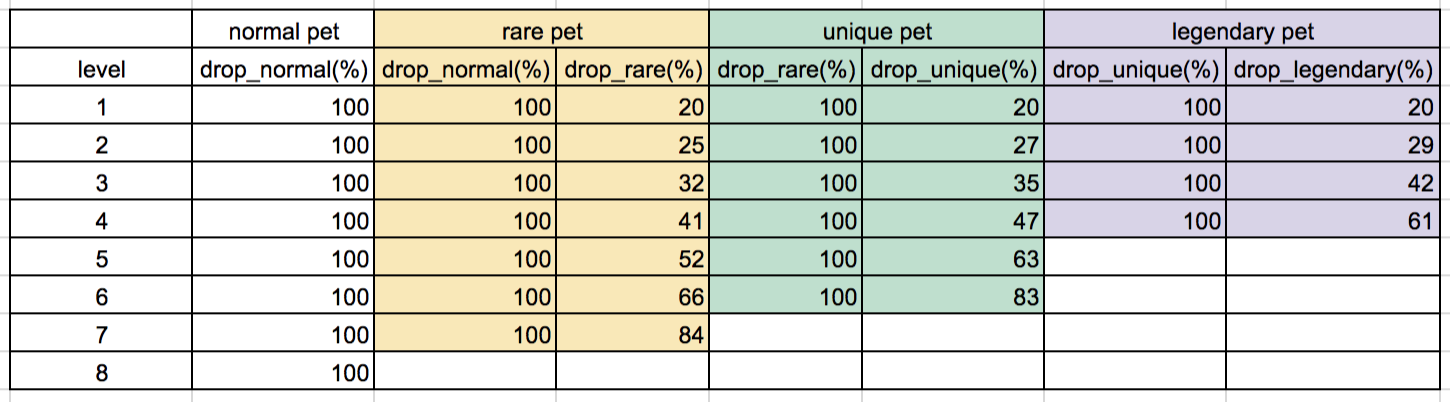 normal pet rare pet unique pet legendary pet
level drop_normal(%) drop_normal(%) drop_rare(%) drop_rare(%) drop_unique(%) drop_unique(%) drop_legendary(%)
1 100 100 20 100 20 100 20
2 100 100 25 100 27 100 29
3 100 100 32 100 35 100 42
4 100 100 41 100 47 100 61
5 100 100 52 100 63
6 100 100 66 100 83
7 100 100 84
8 100